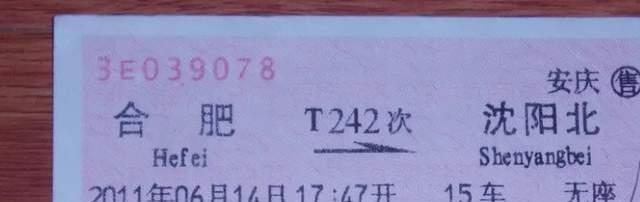 3E039078
安庆 售
合肥 T242次 沈阳北
Hefei Shenyangbei
2011年06月14日17:47开 15车 无座